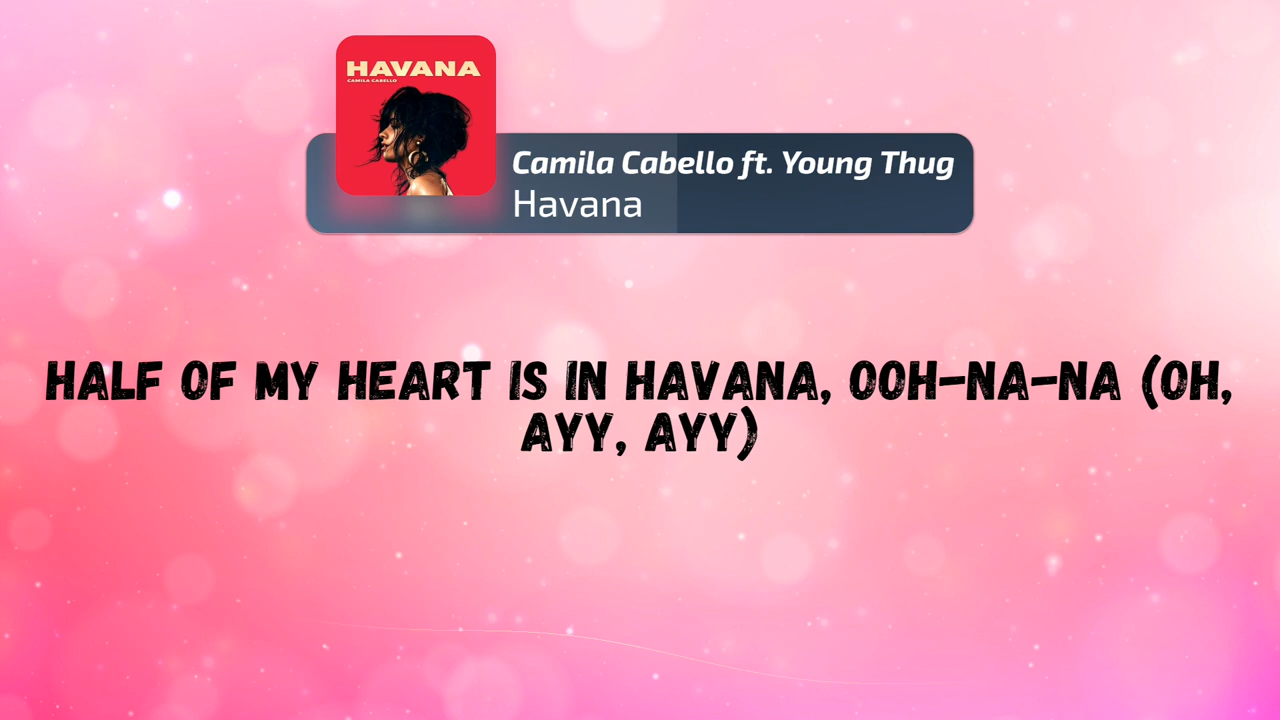 HAVANA
CAMILA CABELLO
Camila Cabello ft. Young Thug
Havana
HALF OF MY HEART IS IN HAVANA, OOH-NA-NA (OH,
AYY, AYY)